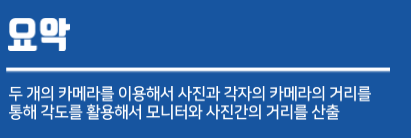 요약
두 개의 카메라를 이용해서 사진과 각자의 카메라의 거리를
통해 각도를 활용해서 모니터와 사진간의 거리를 산출